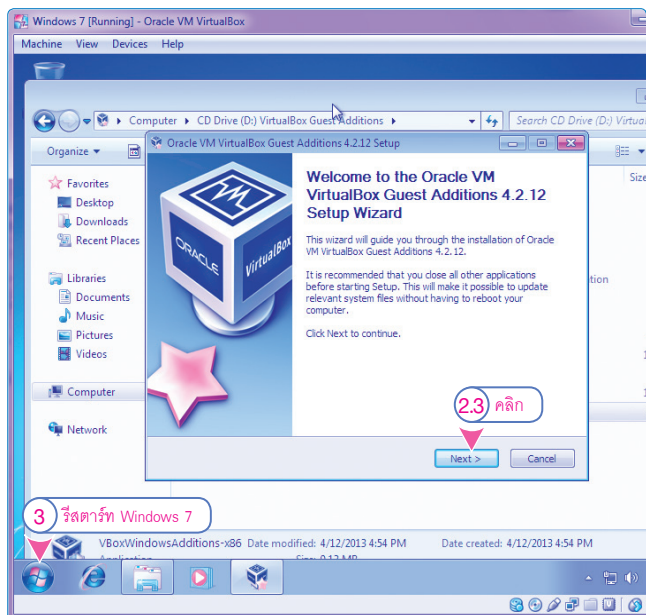 Windows 7 [Running] - Oracle VM VirtualBox
Machine View Devices Help
Computer CD Drive (D:) VirtualBox Guest Additions
Search CD Drive (D:) Virtua
Organize
Size
Favorites
Desktop
Downloads
Recent Places
Libraries
Documents
Music
Pictures
Videos
Computer
Network
Oracle VM VirtualBox Guest Additions 4.2.12 Setup
ORACLE
VirtualBox
Welcome to the Oracle VM
VirtualBox Guest Additions 4.2.12
Setup Wizard
This wizard will guide you through the installation of Oracle
VM VirtualBox Guest Additions 4.2.12.
It is recommended that you close all other applications
before starting Setup. This will make it possible to update
relevant system files without having to reboot your
computer.
Click Next to continue.
tion
2.3 คลิก
Next > Cancel
3 รีสตาร์ท Windows 7
VBoxWindowsAdditions-x86 Date modified: 4/12/2013 4:54 PM Date created: 4/12/2013 4:54 PM